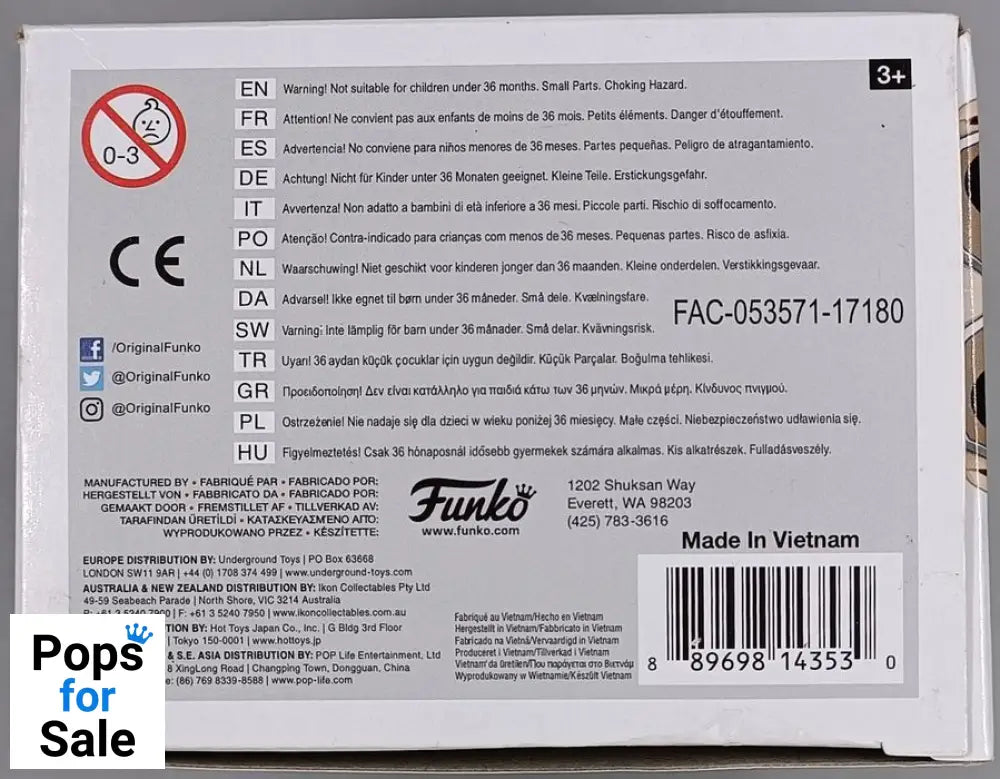 3+
0-3
EN Warning! Not suitable for children under 36 months. Small Parts. Choking Hazard.
FR Attention! Ne convient pas aux enfants de moins de 36 mois. Petits éléments. Danger d'étouffement.
ES Advertencia! No conviene para niños menores de 36 meses. Partes pequeñas. Peligro de atragantamiento.
DE Achtung! Nicht für Kinder unter 36 Monaten geeignet. Kleine Teile. Erstickungsgefahr.
IT Avvertenza! Non adatto a bambini di età inferiore a 36 mesi. Piccole parti. Rischio di soffocamento.
PO Atenção! Contra-indicado para crianças com menos de 36 meses. Pequenas partes. Risco de asfixia.
NL Waarschuwing! Niet geschikt voor kinderen jonger dan 36 maanden. Kleine onderdelen. Verstikkingsgevaar.
DA Advarsel! Ikke egnet til børn under 36 måneder. Små dele. Kvælningsfare.
SW Varning: Inte lämplig för barn under 36 månader. Små delar. Kvävningsrisk.
TR Uyarı! 36 aydan küçük çocuklar için uygun değildir. Küçük Parçalar. Boğulma tehlikesi.
GR Προειδοποίηση! Δεν είναι κατάλληλο για παιδιά κάτω των 36 μηνών. Μικρά μέρη. Κίνδυνος πνιγμού.
PL Ostrzeżenie! Nie nadaje się dla dzieci w wieku poniżej 36 miesięcy. Małe części. Niebezpieczeństwo udławienia się.
HU Figyelmeztetés! Csak 36 hónaposnál idősebb gyermekek számára alkalmas. Kis alkatrészek. Fulladásveszély.
FAC-053571-17180
CE
/OriginalFunko
@OriginalFunko
@OriginalFunko
MANUFACTURED BY • FABRIQUÉ PAR • FABRICADO POR:
HERGESTELLT VON • FABBRICATO DA • FABRICADO POR:
GEMAAKT DOOR • FREMSTILLET AF • TILLVERKAD AV:
TARAFINDAN ÜRETİLDİ • ΚΑΤΑΣΚΕΥΑΣΜΕΝΟ ΑΠΟ:
WYPRODUKOWANO PRZEZ • KÉSZÍTETTE:
Funko
www.funko.com
1202 Shuksan Way
Everett, WA 98203
(425) 783-3616
Made In Vietnam
EUROPE DISTRIBUTION BY: Underground Toys | PO Box 63668
LONDON SW11 9AR | +44 (0) 1708 374 499 | www.underground-toys.com
AUSTRALIA & NEW ZEALAND DISTRIBUTION BY: Ikon Collectables Pty Ltd
49-59 Seabeach Parade | North Shore, VIC 3214 Australia
P: +61 3 5240 7900 | F: +61 3 5240 7950 | www.ikoncollectables.com.au
TION BY: Hot Toys Japan Co., Inc. | G Bldg 3rd Floor
| Tokyo 150-0001 | www.hottoys.jp
& S.E. ASIA DISTRIBUTION BY: POP Life Entertainment, Ltd
8 XingLong Road | Changping Town, Dongguan, China
e: (86) 769 8339-8588 | www.pop-life.com
Fabriqué au Vietnam/Hecho en Vietnam
Hergestellt in Vietnam/Fabbricato in Vietnam
Fabricado na Vietnã/Vervaardigd in Vietnam
Produceret i Vietnam/Tillverkad i Vietnam
Vietnam'da üretilen/Που παράγεται στο Βιετνάμ
Wyprodukowany w Wietnamie/Készült Vietnam
8 89698 14353 0
Pops
for
Sale